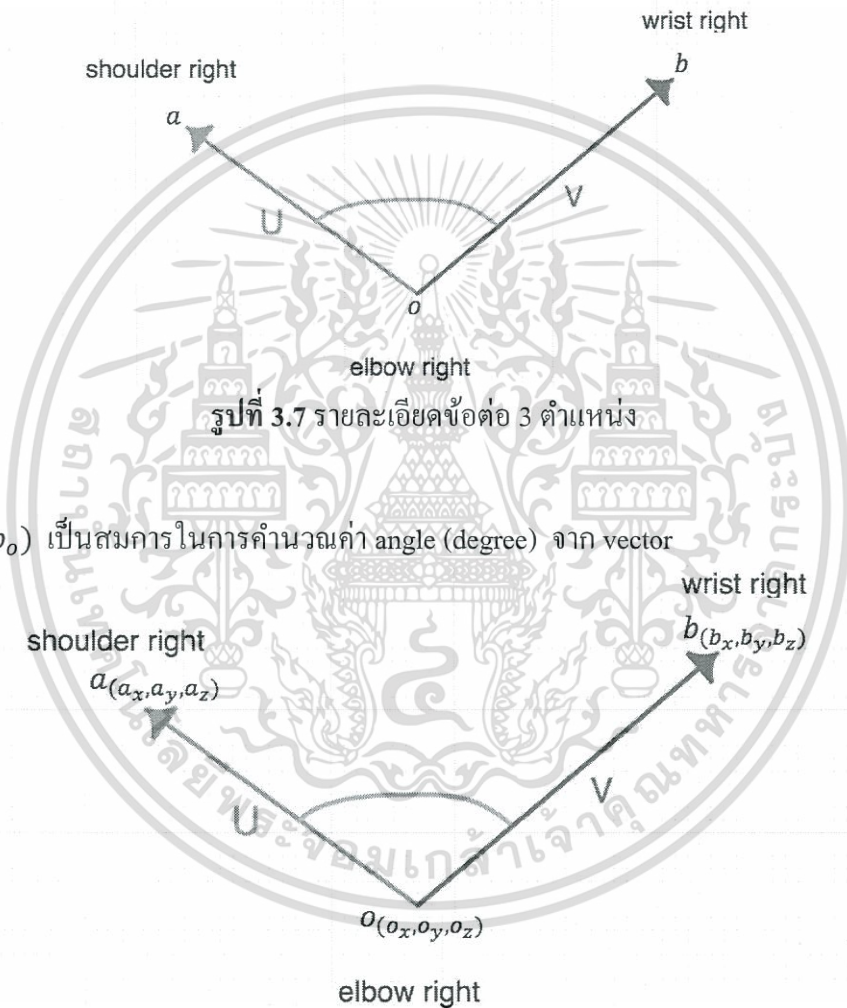 wrist right
shoulder right
b
a
U
V
o
elbow right
รูปที่ 3.7 รายละเอียดข้อต่อ 3 ตำแหน่ง
o) เป็นสมการในการคำนวณค่า angle (degree) จาก vector
wrist right
shoulder right
b(bx,by,bz)
a(ax,ay,az)
U
V
o(ox,oy,oz)
elbow right